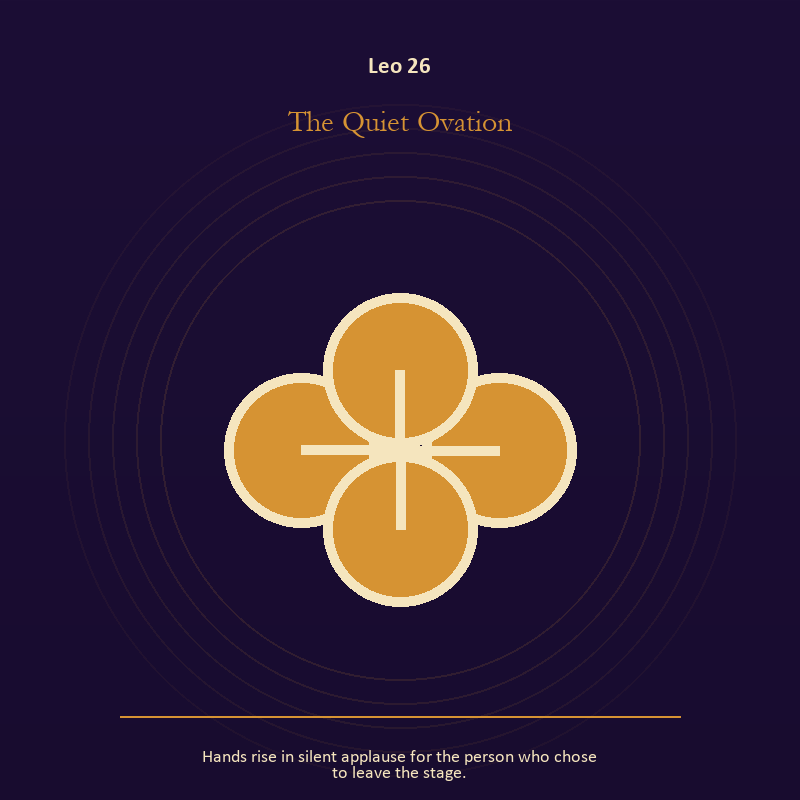 Leo 26
The Quiet Ovation
Hands rise in silent applause for the person who chose
to leave the stage.